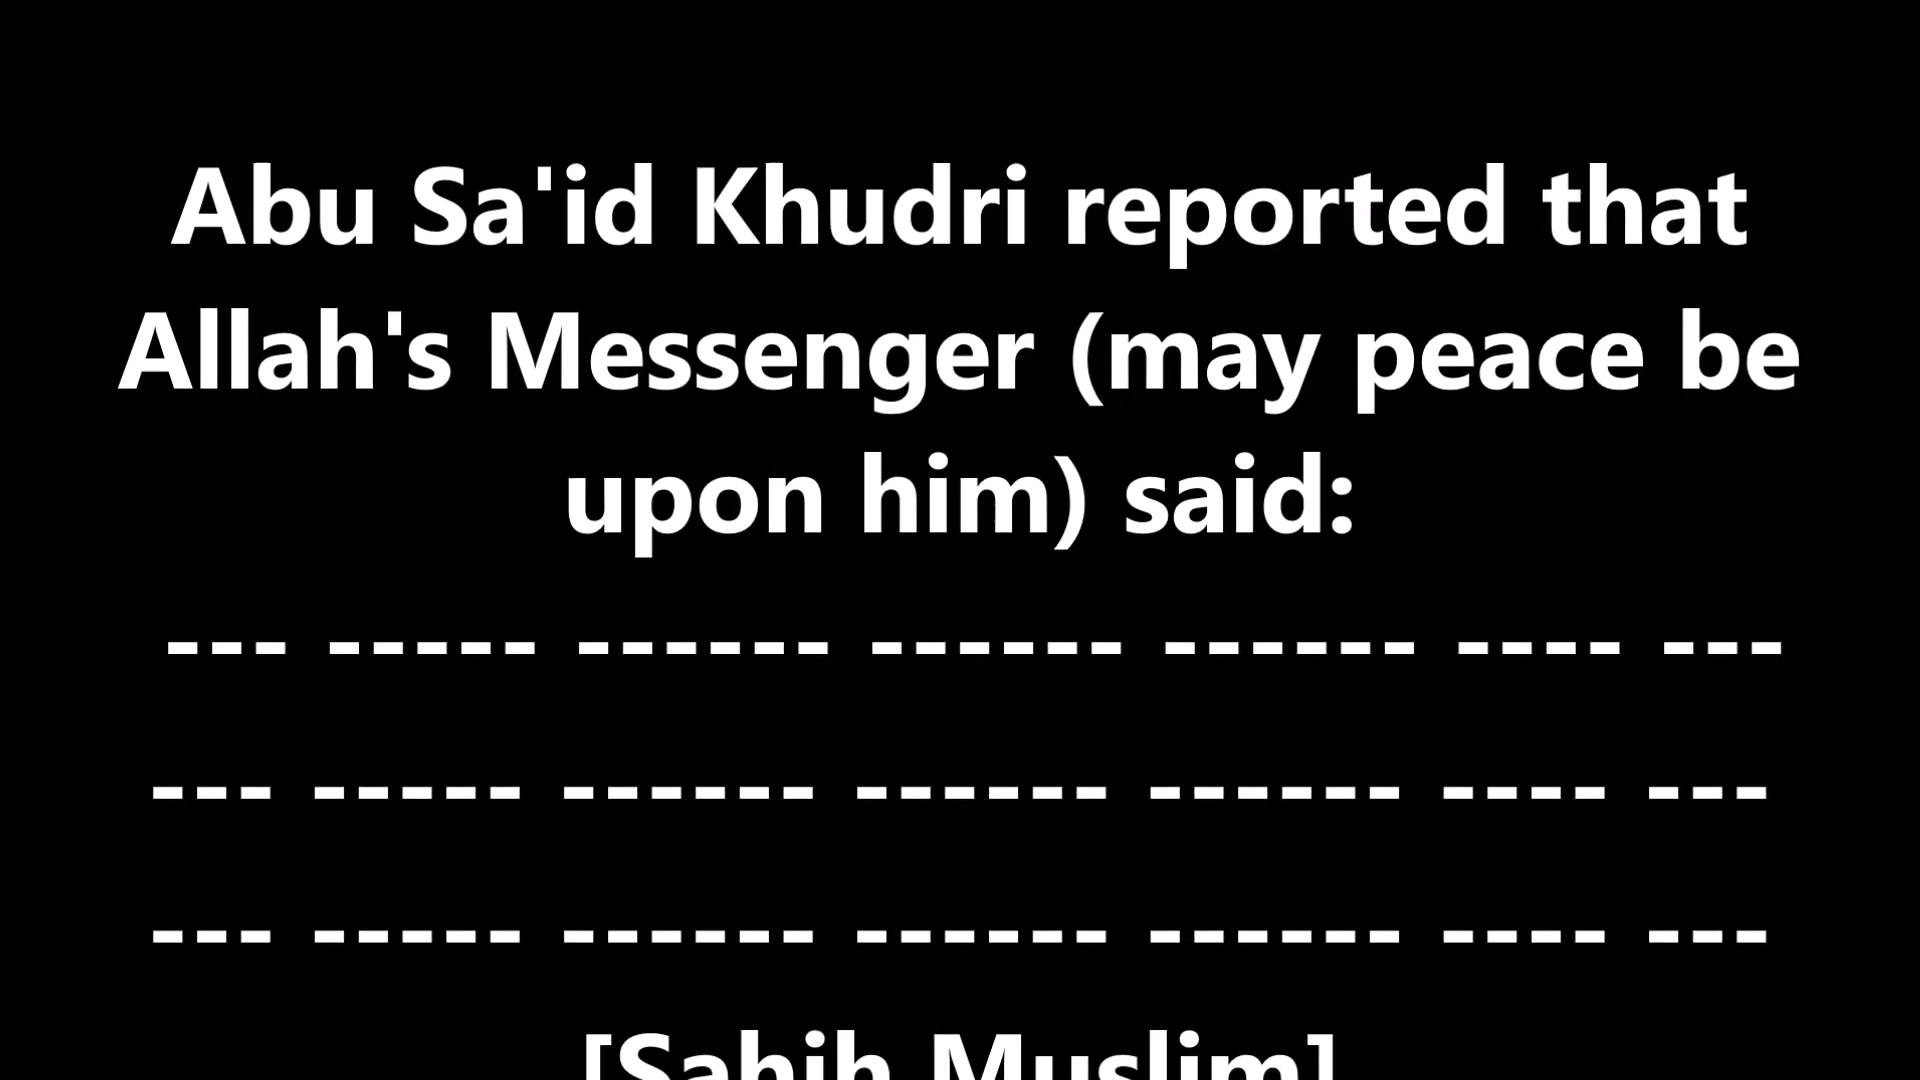 Abu Sa'id Khudri reported that
Allah's Messenger (may peace be
upon him) said:
--- ----- ------ ------ ------ ---- ---
--- ----- ------ ------ ------ ---- ---
--- ----- ------ ------ ------ ---- ---
[Sahih Muslim]